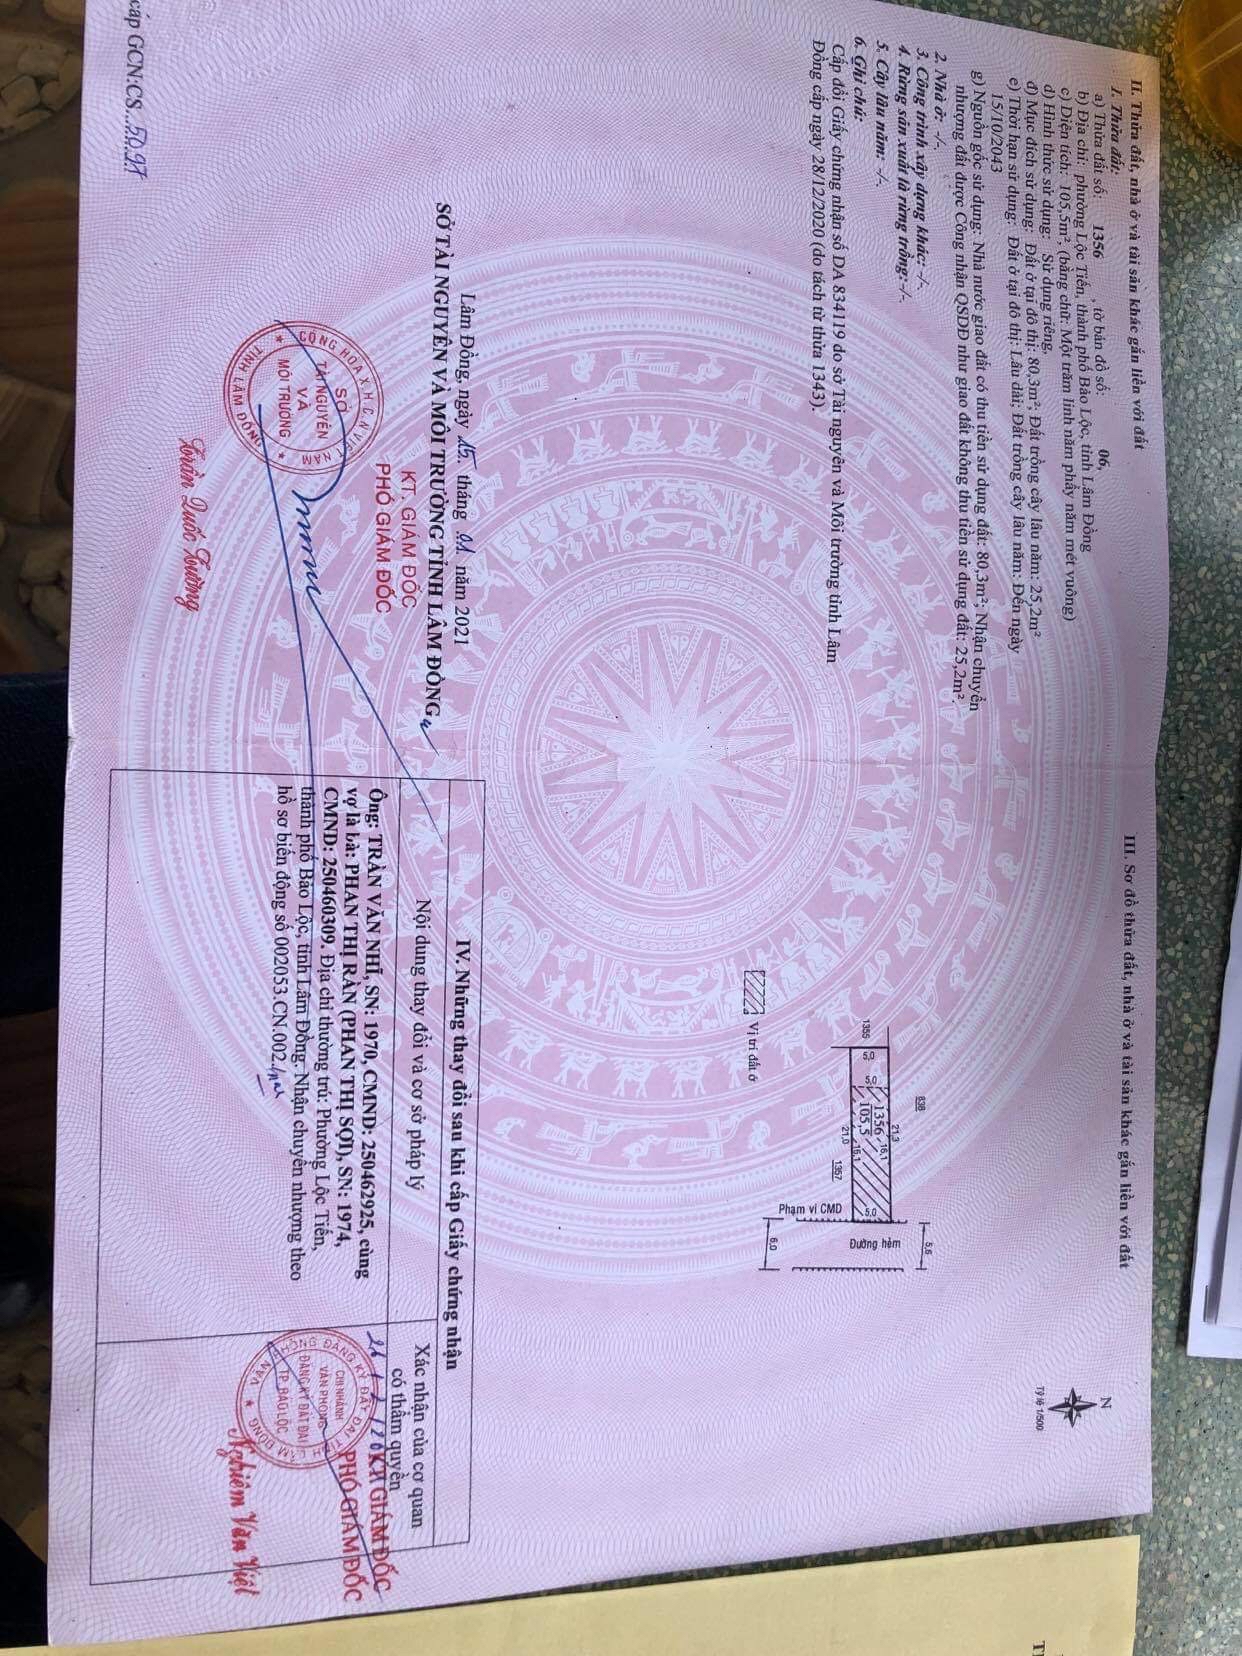 II. Thửa đất, nhà ở và tài sản khác gắn liền với đất
1. Thửa đất:
a) Thửa đất số: 1356 , tờ bản đồ số: 06,
b) Địa chỉ: phường Lộc Tiến, thành phố Bảo Lộc, tỉnh Lâm Đồng
c) Diện tích: 105,5m², (bằng chữ: Một trăm linh năm phẩy năm mét vuông)
d) Hình thức sử dụng: Sử dụng riêng,
đ) Mục đích sử dụng: Đất ở tại đô thị: 80,3m²; Đất trồng cây lâu năm: 25,2m²
e) Thời hạn sử dụng: Đất ở tại đô thị: Lâu dài; Đất trồng cây lâu năm: Đến ngày
15/10/2043
g) Nguồn gốc sử dụng: Nhà nước giao đất có thu tiền sử dụng đất: 80,3m²; Nhận chuyển
nhượng đất được Công nhận QSDĐ như giao đất không thu tiền sử dụng đất: 25,2m².
2. Nhà ở: -/-.
3. Công trình xây dựng khác: -/-.
4. Rừng sản xuất là rừng trồng:-/-.
5. Cây lâu năm: -/-.
6. Ghi chú:
Cấp đổi Giấy chứng nhận số DA 834119 do sở Tài nguyên và Môi trường tỉnh Lâm
Đồng cấp ngày 28/12/2020 (do tách từ thửa 1343).
Lâm Đồng, ngày 15 tháng 01 năm 2021
SỞ TÀI NGUYÊN VÀ MÔI TRƯỜNG TỈNH LÂM ĐỒNG
KT. GIÁM ĐỐC
PHÓ GIÁM ĐỐC
CỘNG HÒA X.H.C.N VIỆT NAM
SỞ
TÀI NGUYÊN
VÀ
MÔI TRƯỜNG
TỈNH LÂM ĐỒNG
Trần Quốc Trường
cấp GCN:CS...5097
III. Sơ đồ thửa đất, nhà ở và tài sản khác gắn liền với đất
N
Tỷ lệ 1/500
838
1355
5,0
5,0
1356
105,5
21,3
16,1
21,0
16,1
5,0
1357
Phạm vi CMD
Đường hẻm
5,6
6,0
Vị trí đất ở
IV. Những thay đổi sau khi cấp Giấy chứng nhận
Nội dung thay đổi và cơ sở pháp lý
Xác nhận của cơ quan
có thẩm quyền
Ông: TRẦN VĂN NHĨ, SN: 1970, CMND: 250462925, cùng
vợ là bà: PHAN THỊ RÀN (PHAN THỊ SỢI), SN: 1974,
CMND: 250460309. Địa chỉ thường trú: Phường Lộc Tiến,
thành phố Bảo Lộc, tỉnh Lâm Đồng. Nhận chuyển nhượng theo
hồ sơ biến động số 002053.CN.002
KT GIÁM ĐỐC
PHÓ GIÁM ĐỐC
VĂN PHÒNG ĐĂNG KÝ ĐẤT ĐAI TỈNH LÂM ĐỒNG
CHI NHÁNH
VĂN PHÒNG
ĐĂNG KÝ ĐẤT ĐAI
TP. BẢO LỘC
Nghiêm Văn Việt